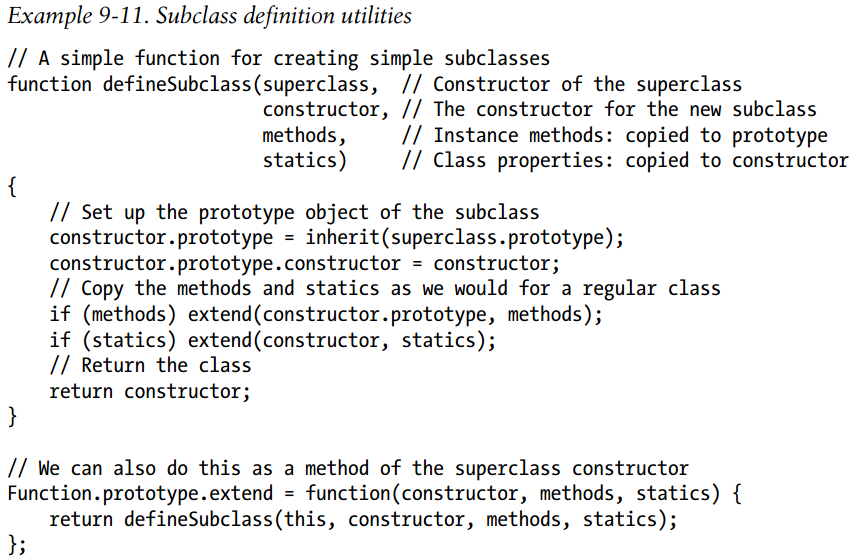 Example 9-11. Subclass definition utilities
// A simple function for creating simple subclasses
function defineSubclass(superclass,  // Constructor of the superclass
                        constructor, // The constructor for the new subclass
                        methods,     // Instance methods: copied to prototype
                        statics)     // Class properties: copied to constructor
{
    // Set up the prototype object of the subclass
    constructor.prototype = inherit(superclass.prototype);
    constructor.prototype.constructor = constructor;
    // Copy the methods and statics as we would for a regular class
    if (methods) extend(constructor.prototype, methods);
    if (statics) extend(constructor, statics);
    // Return the class
    return constructor;
}

// We can also do this as a method of the superclass constructor
Function.prototype.extend = function(constructor, methods, statics) {
    return defineSubclass(this, constructor, methods, statics);
};